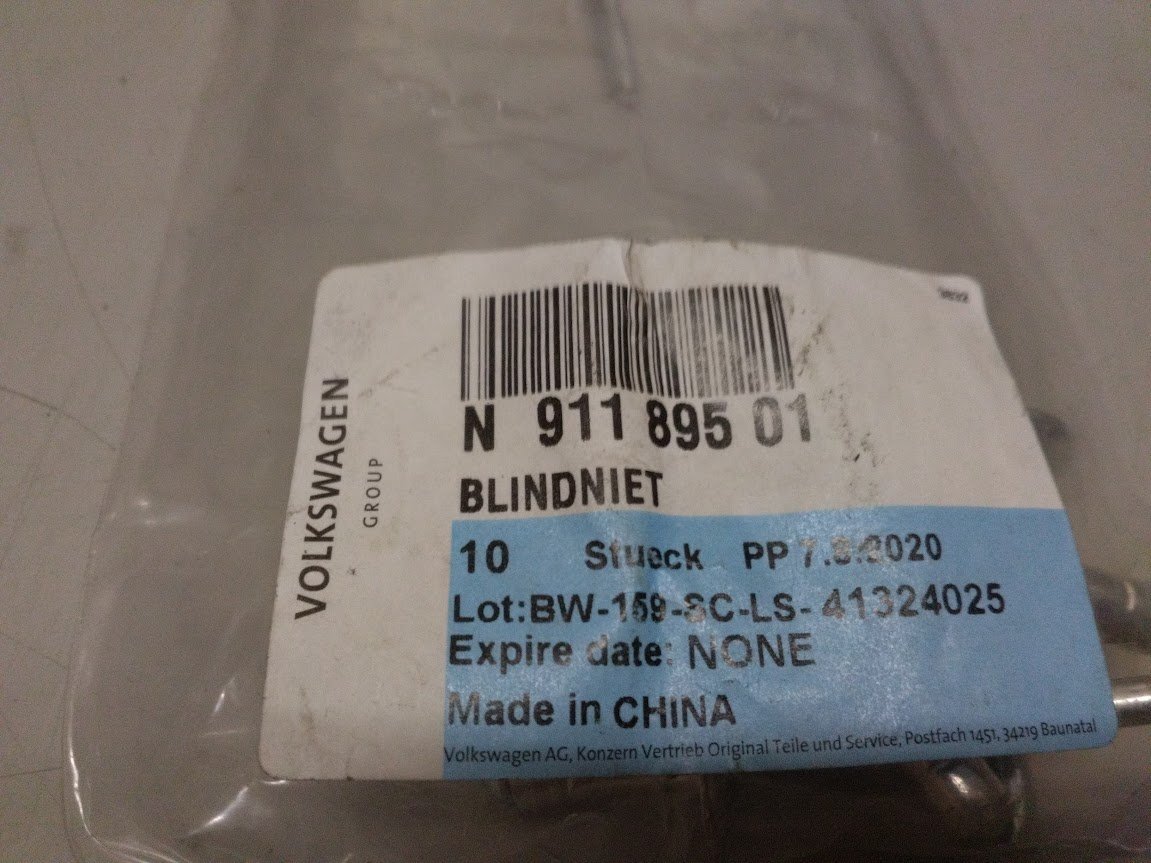 VOLKSWAGEN
GROUP
N 911 895 01
BLINDNIET
10 Stueck PP
Lot:BW-159-SC-LS- 41324025
Expire date: NONE
Made in CHINA
Volkswagen AG, Konzern Vertrieb Original Teile und Service, Postfach 1451, 34219 Baunatal